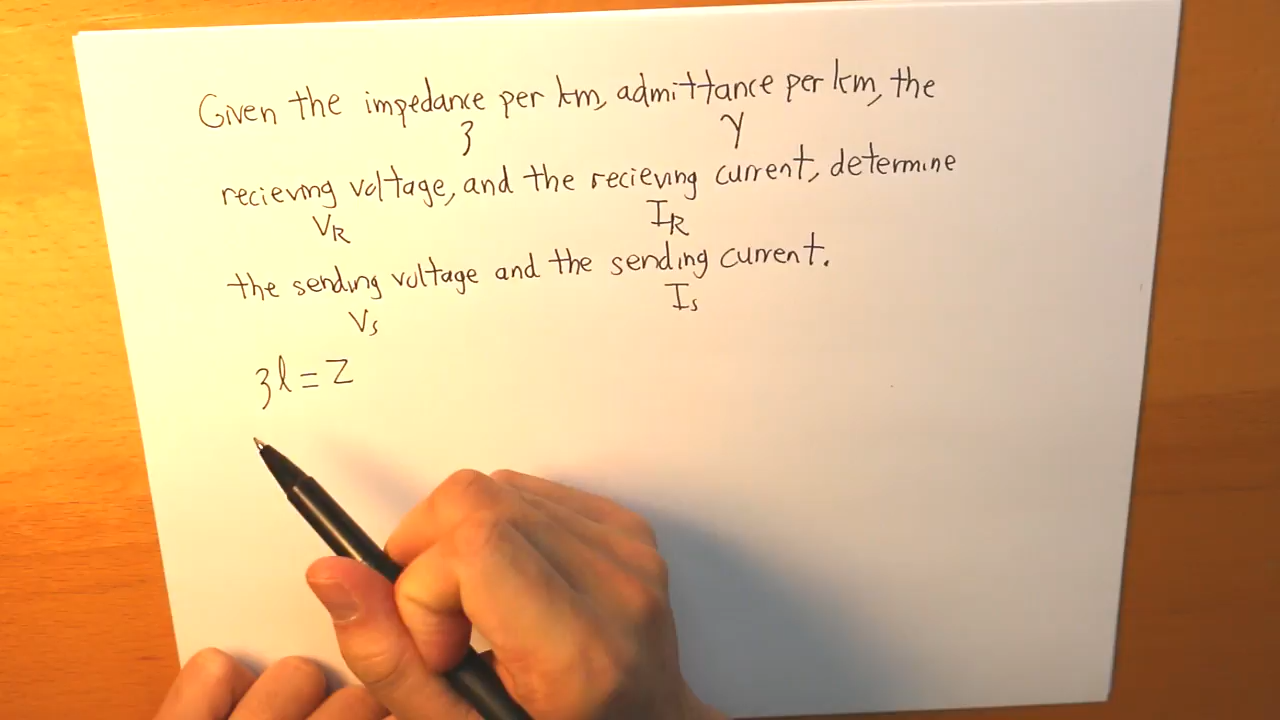 Given the impedance per km, admittance per km, the
z y
recieving voltage, and the recieving current, determine
VR IR
the sending voltage and the sending current.
Vs Is
zl = Z